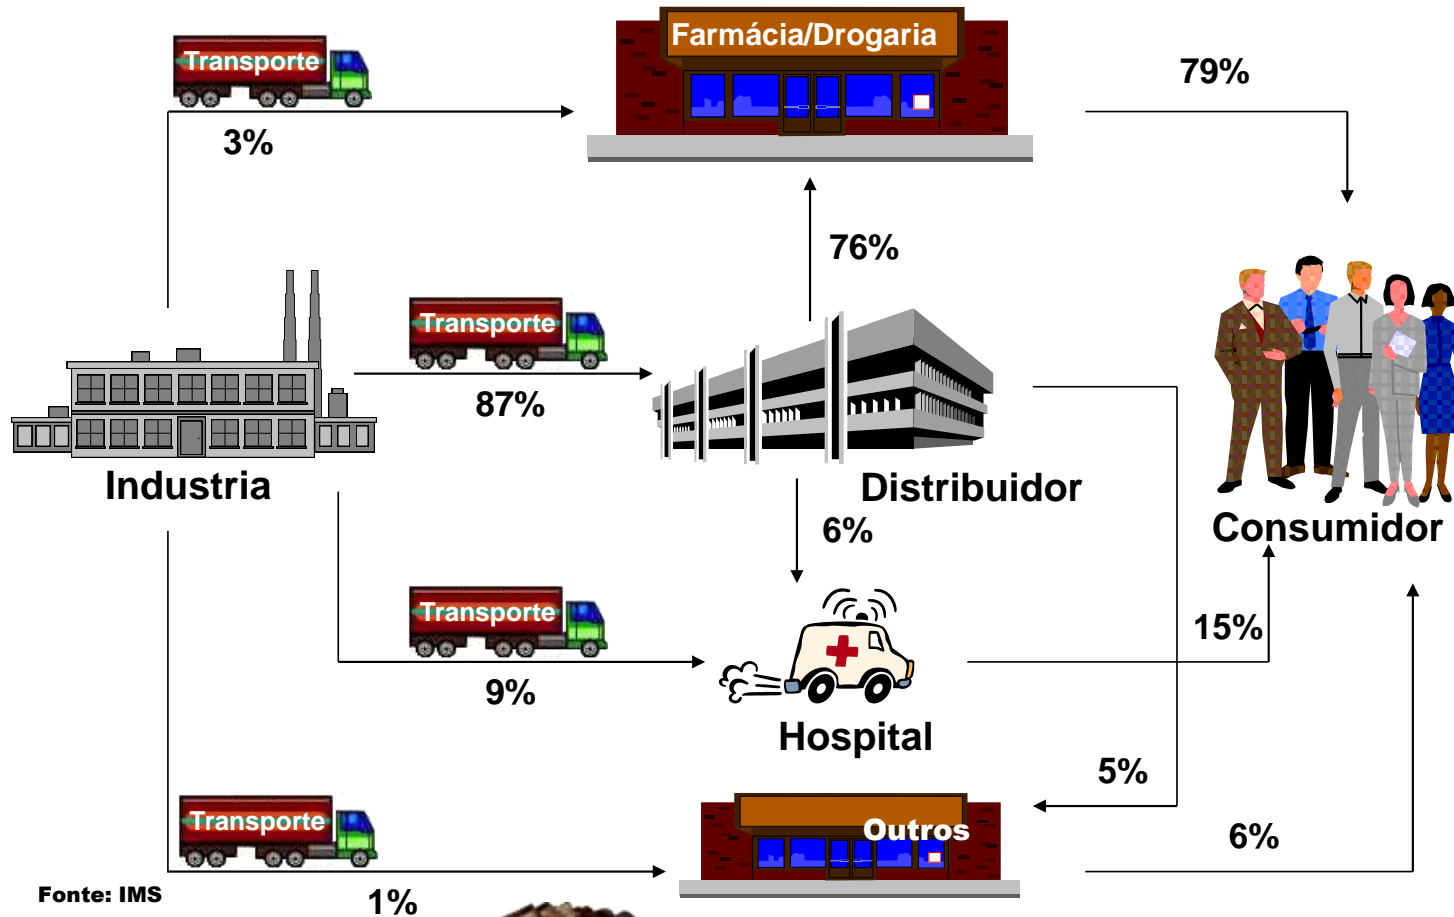 Farmácia/Drogaria
Transporte
79%
3%
76%
Transporte
87%
Industria
Distribuidor
Consumidor
6%
Transporte
15%
9%
Hospital
5%
Transporte
Outros
6%
Fonte: IMS
1%